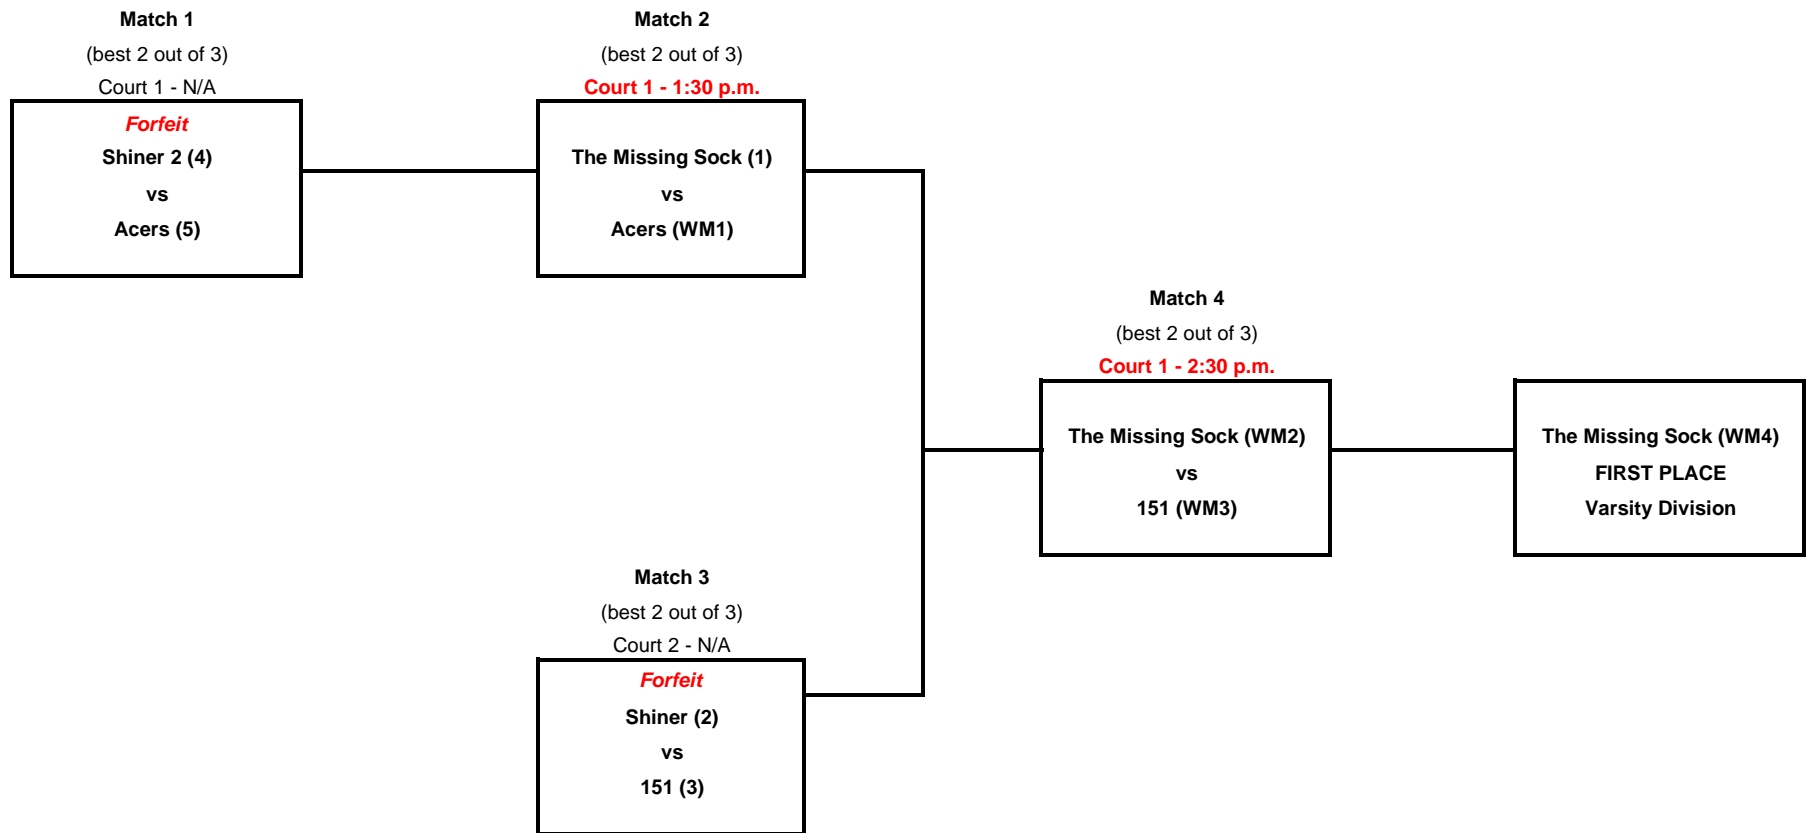 Match 1
(best 2 out of 3)
Court 1 - N/A
Forfeit
Shiner 2 (4)
vs
Acers (5)
Match 2
(best 2 out of 3)
Court 1 - 1:30 p.m.
The Missing Sock (1)
vs
Acers (WM1)
Match 3
(best 2 out of 3)
Court 2 - N/A
Forfeit
Shiner (2)
vs
151 (3)
Match 4
(best 2 out of 3)
Court 1 - 2:30 p.m.
The Missing Sock (WM2)
vs
151 (WM3)
The Missing Sock (WM4)
FIRST PLACE
Varsity Division